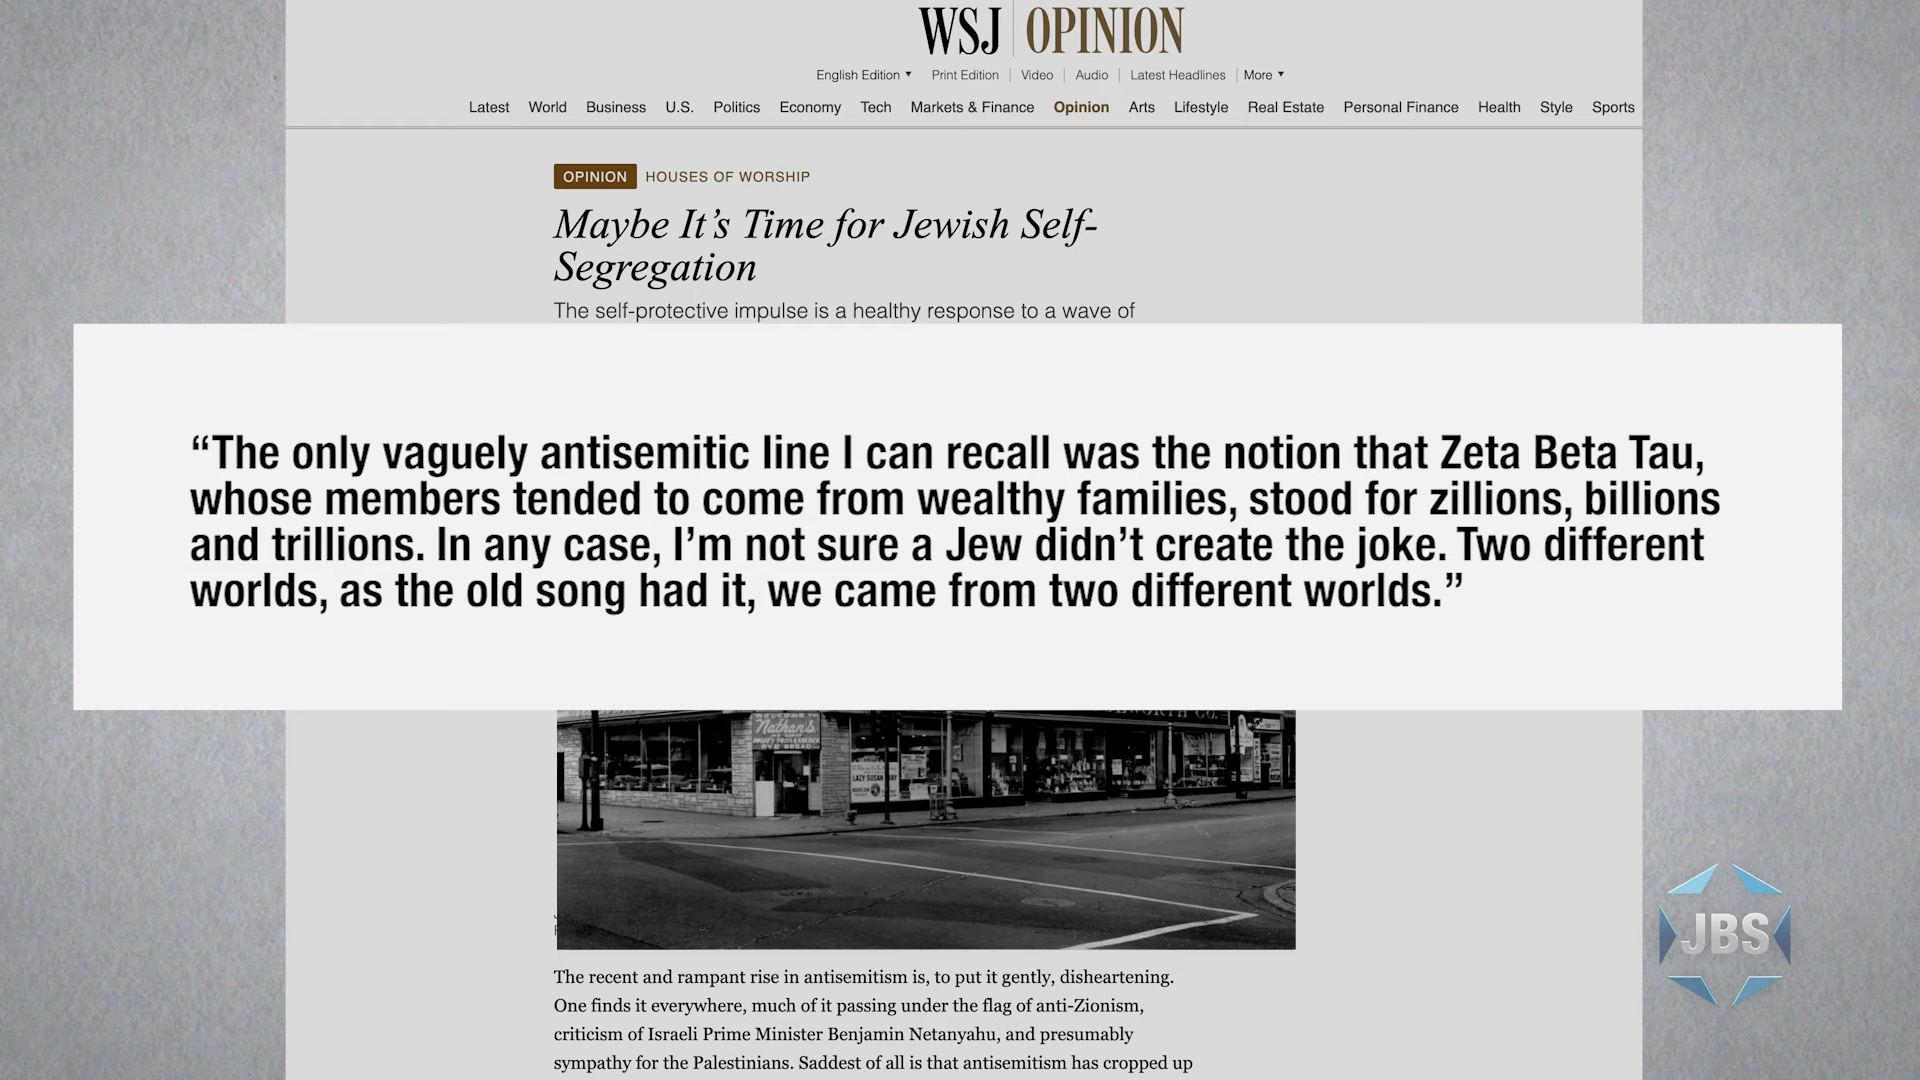 WSJ OPINION
English Edition Print Edition Video Audio Latest Headlines More
Latest World Business U.S. Politics Economy Tech Markets & Finance Opinion Arts Lifestyle Real Estate Personal Finance Health Style Sports
OPINION HOUSES OF WORSHIP
Maybe It’s Time for Jewish Self-
Segregation
The self-protective impulse is a healthy response to a wave of
“The only vaguely antisemitic line I can recall was the notion that Zeta Beta Tau,
whose members tended to come from wealthy families, stood for zillions, billions
and trillions. In any case, I’m not sure a Jew didn’t create the joke. Two different
worlds, as the old song had it, we came from two different worlds.”
WELCOME TO
Nathan's
RYE BREAD
LAZY SUSAN
JBS
The recent and rampant rise in antisemitism is, to put it gently, disheartening.
One finds it everywhere, much of it passing under the flag of anti-Zionism,
criticism of Israeli Prime Minister Benjamin Netanyahu, and presumably
sympathy for the Palestinians. Saddest of all is that antisemitism has cropped up